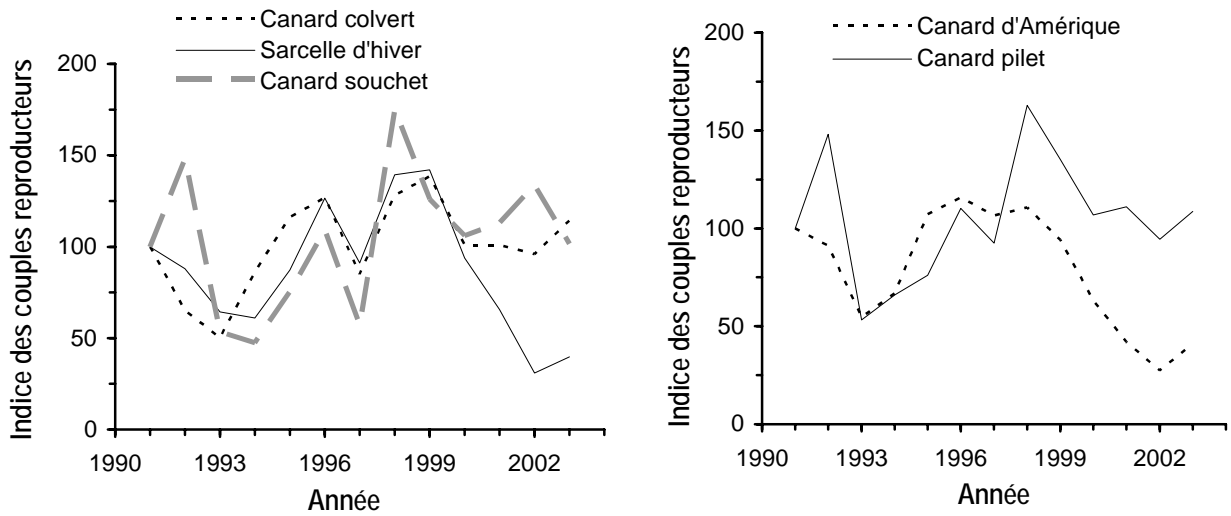 Canard colvert
Sarcelle d'hiver
Canard souchet
Indice des couples reproducteurs
200
150
100
50
0
1990
1993
1996
1999
2002
Année
Canard d'Amérique
Canard pilet
Indice des couples reproducteurs
200
150
100
50
0
1990
1993
1996
1999
2002
Année